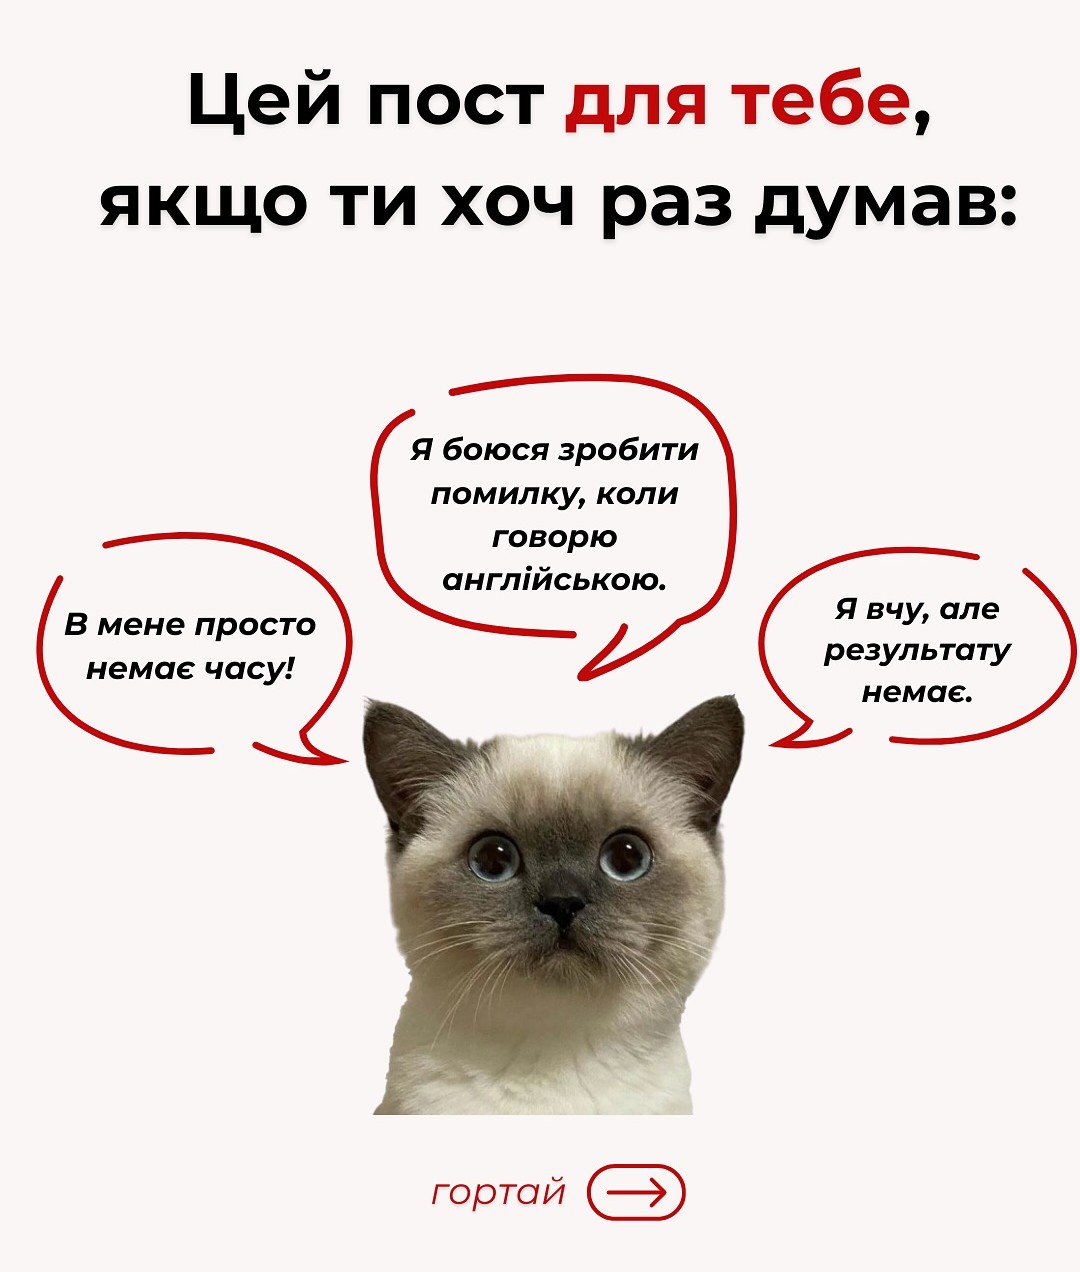 Цей пост для тебе,
якщо ти хоч раз думав:
Я боюся зробити
помилку, коли
говорю
англійською.
В мене просто
немає часу!
Я вчу, але
результату
немає.
гортай